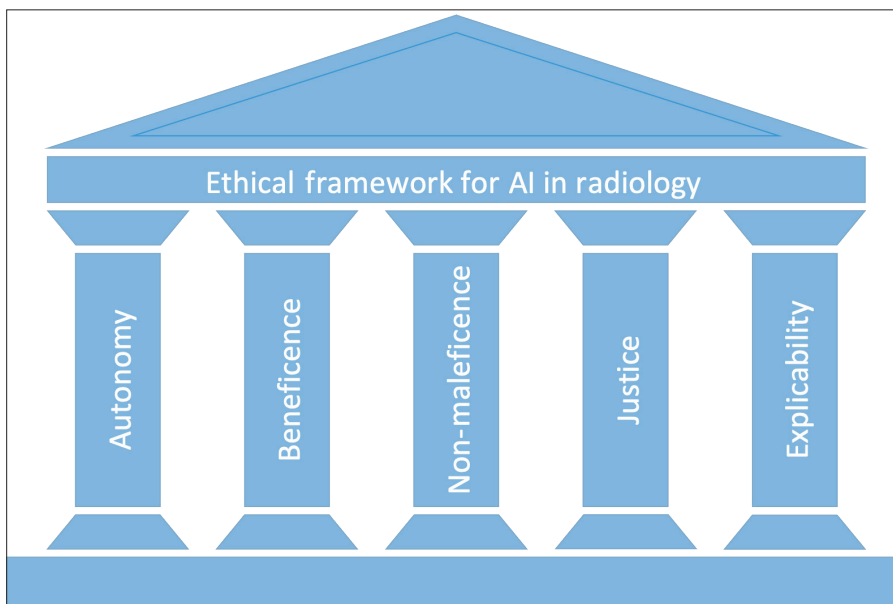 Ethical framework for AI in radiology
Autonomy
Beneficence
Non-maleficence
Justice
Explicability